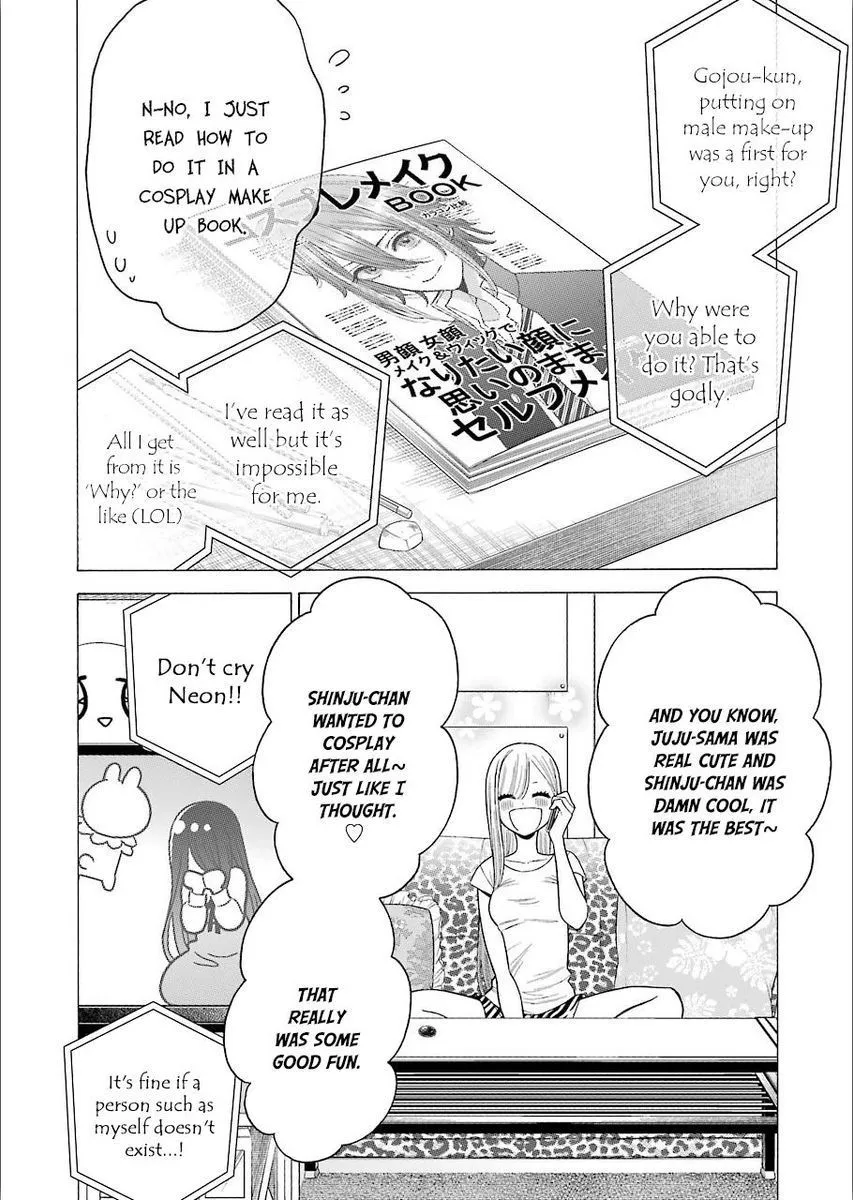 Gojou-kun,
putting on
male make-up
was a first for
you, right?
N-NO, I JUST
READ HOW TO
DO IT IN A
COSPLAY MAKE
UP BOOK.
スプレメイク
BOOK
男顔 女顔
メイク&ウィッグで
なりたい顔に
思いのまま
セルフメイ
Why were
you able to
do it? That's
godly.
I've read it as
well but it's
impossible
for me.
All I get
from it is
'Why?' or the
like (LOL)
AND YOU KNOW,
JUJU-SAMA WAS
REAL CUTE AND
SHINJU-CHAN WAS
DAMN COOL, IT
WAS THE BEST~
SHINJU-CHAN
WANTED TO
COSPLAY
AFTER ALL~
JUST LIKE I
THOUGHT.
♡
THAT
REALLY
WAS SOME
GOOD FUN.
Don't cry
Neon!!
It's fine if a
person such as
myself doesn't
exist...!